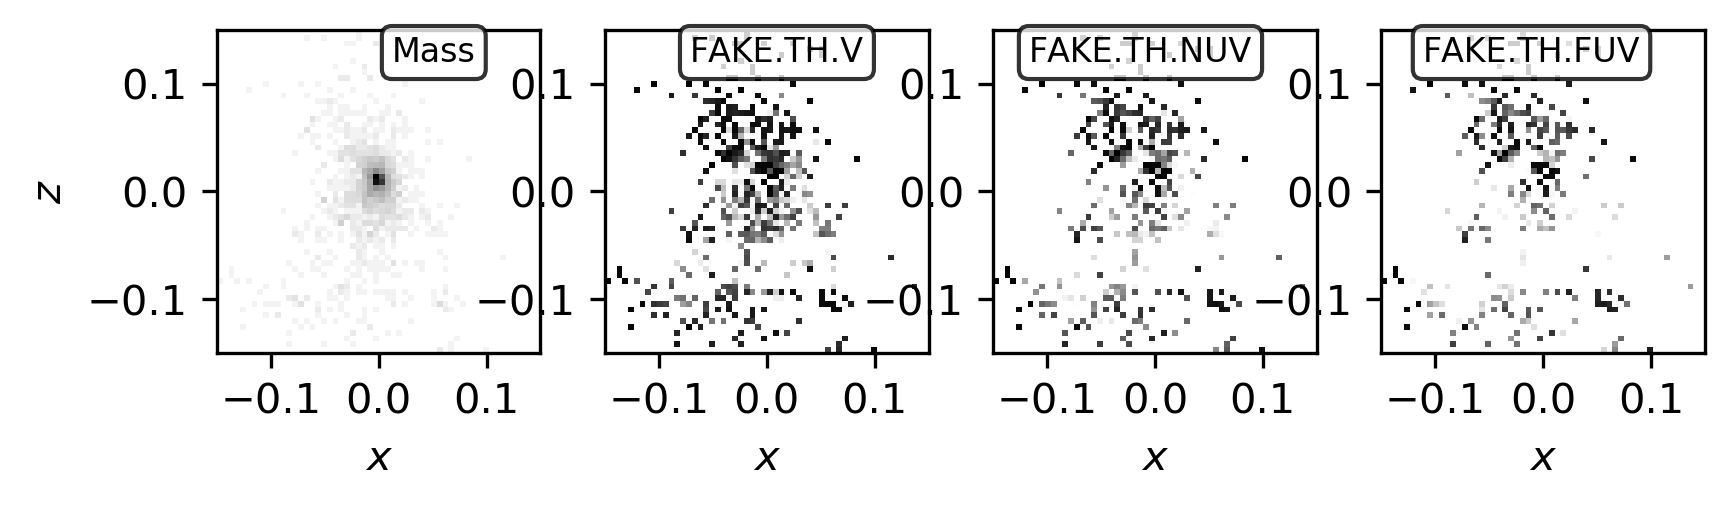 Mass FAKE.TH.V FAKE.TH.NUV FAKE.TH.FUV
0.1 0.1 0.1 0.1
z 0.0 0.0 0.0 0.0
−0.1 −0.1 −0.1 −0.1
−0.1 0.0 0.1 −0.1 0.0 0.1 −0.1 0.0 0.1 −0.1 0.0 0.1
x x x x